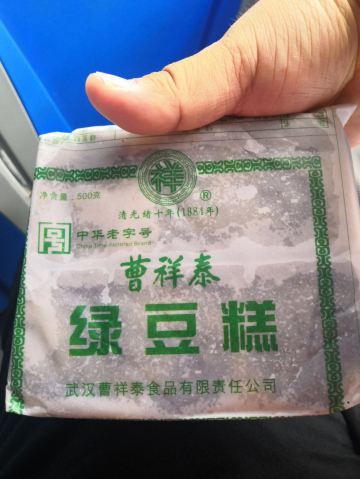 祥
®
净含量：500克
清光绪十年(1884年)
中华老字号
China Time-honored Brand
曹祥泰
绿豆糕
武汉曹祥泰食品有限责任公司